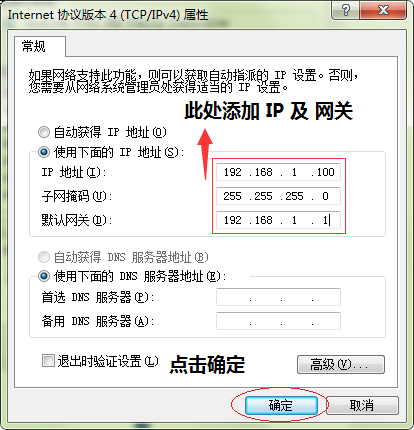 Internet 协议版本 4 (TCP/IPv4) 属性
常规
如果网络支持此功能，则可以获取自动指派的 IP 设置。否则，
您需要从网络系统管理员处获得适当的 IP 设置。
此处添加 IP 及 网关
自动获得 IP 地址(O)
使用下面的 IP 地址(S):
IP 地址(I): 192 .168 . 1 .100
子网掩码(U): 255 .255 .255 . 0
默认网关(D): 192 .168 . 1 . 1
自动获得 DNS 服务器地址(B)
使用下面的 DNS 服务器地址(E):
首选 DNS 服务器(P): . . .
备用 DNS 服务器(A): . . .
退出时验证设置(L)
点击确定
高级(V)...
确定
取消